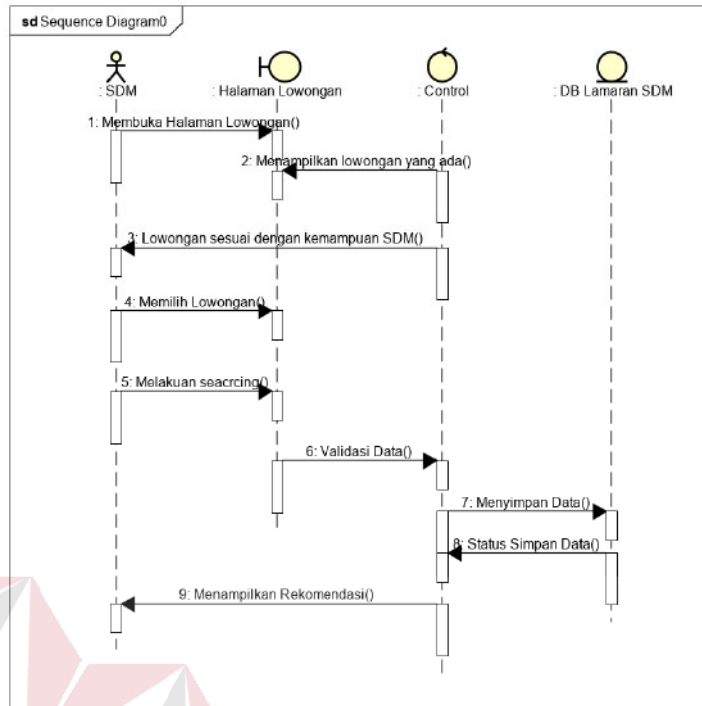 sd Sequence Diagram0
: SDM
: Halaman Lowongan
: Control
: DB Lamaran SDM
1: Membuka Halaman Lowongan()
2: Menampilkan lowongan yang ada()
3: Lowongan sesuai dengan kemampuan SDM()
4: Memilih Lowongan()
5: Melakuan seacrcing()
6: Validasi Data()
7: Menyimpan Data()
8: Status Simpan Data()
9: Menampilkan Rekomendasi()